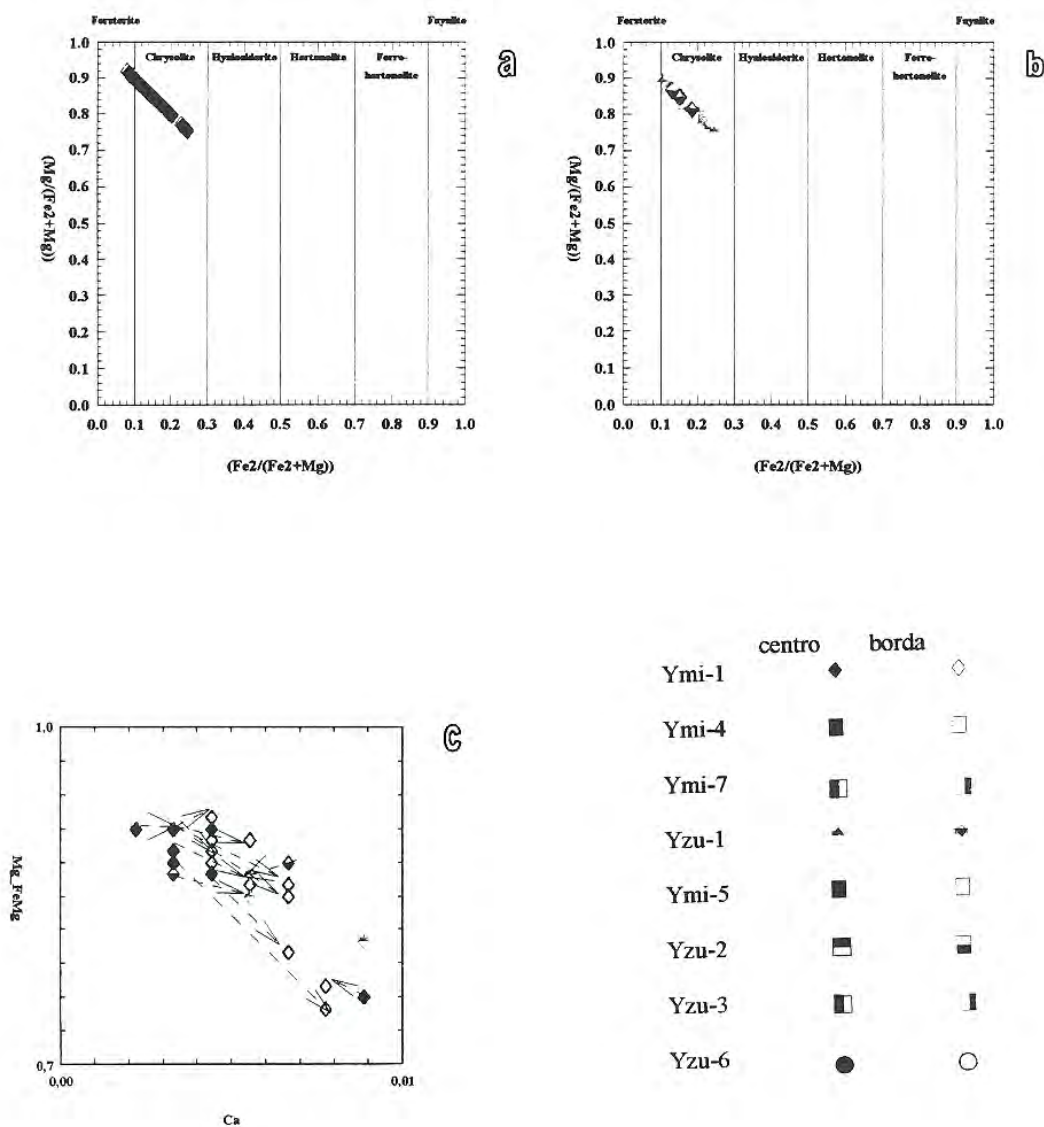 Forsterite Fayalite
Chrysolite Hyalosiderite Hortonolite Ferro-
hortonolite
a
1.0
0.9
0.8
0.7
0.6
0.5
0.4
0.3
0.2
0.1
0.0
(Mg/(Fe2+Mg))
0.0 0.1 0.2 0.3 0.4 0.5 0.6 0.7 0.8 0.9 1.0
(Fe2/(Fe2+Mg))
Forsterite Fayalite
Chrysolite Hyalosiderite Hortonolite Ferro-
hortonolite
b
1.0
0.9
0.8
0.7
0.6
0.5
0.4
0.3
0.2
0.1
0.0
(Mg/(Fe2+Mg))
0.0 0.1 0.2 0.3 0.4 0.5 0.6 0.7 0.8 0.9 1.0
(Fe2/(Fe2+Mg))
c
1,0
Mg_FeMg
0,7
0,00 0,01
Ca
centro borda
Ymi-1
Ymi-4
Ymi-7
Yzu-1
Ymi-5
Yzu-2
Yzu-3
Yzu-6